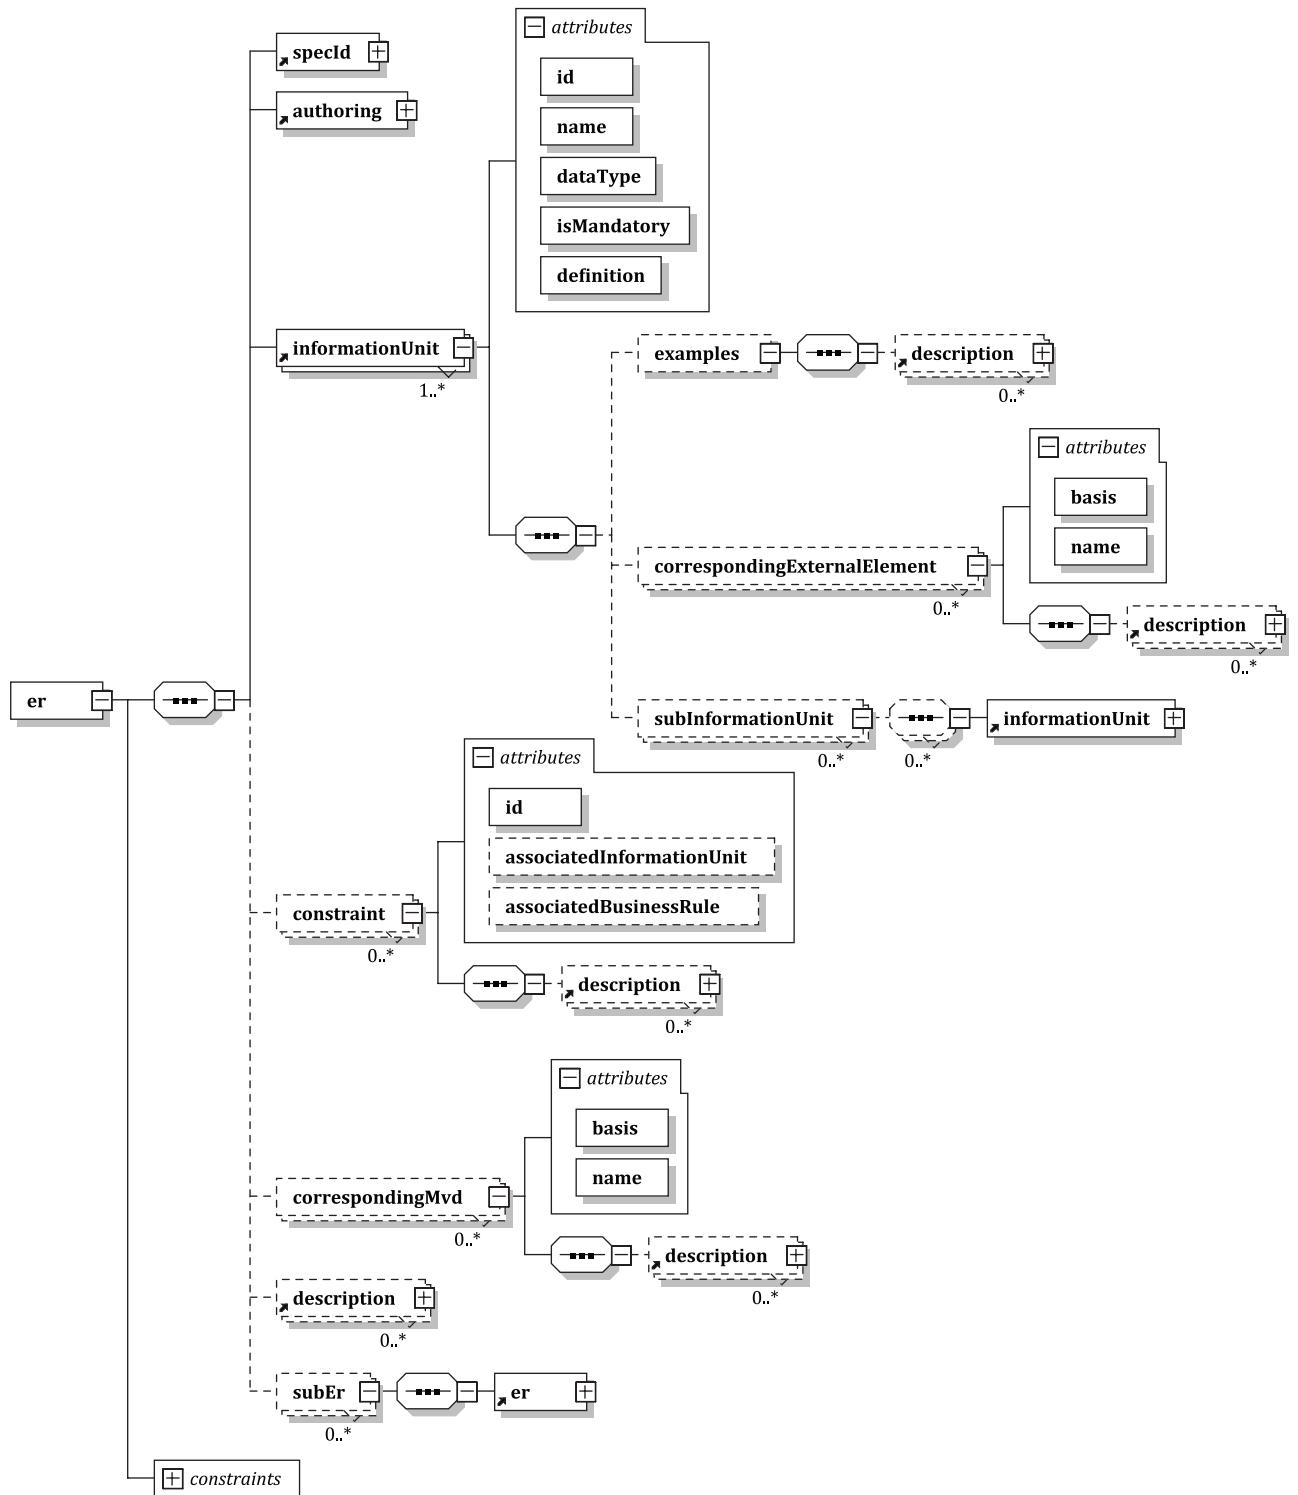 attributes
specId
id
authoring
name
dataType
isMandatory
definition
informationUnit
1..*
examples
description
0..*
attributes
basis
name
correspondingExternalElement
0..*
description
0..*
er
subInformationUnit
0..*
0..*
informationUnit
attributes
id
associatedInformationUnit
associatedBusinessRule
constraint
0..*
description
0..*
attributes
basis
name
correspondingMvd
0..*
description
0..*
description
0..*
subEr
0..*
er
constraints